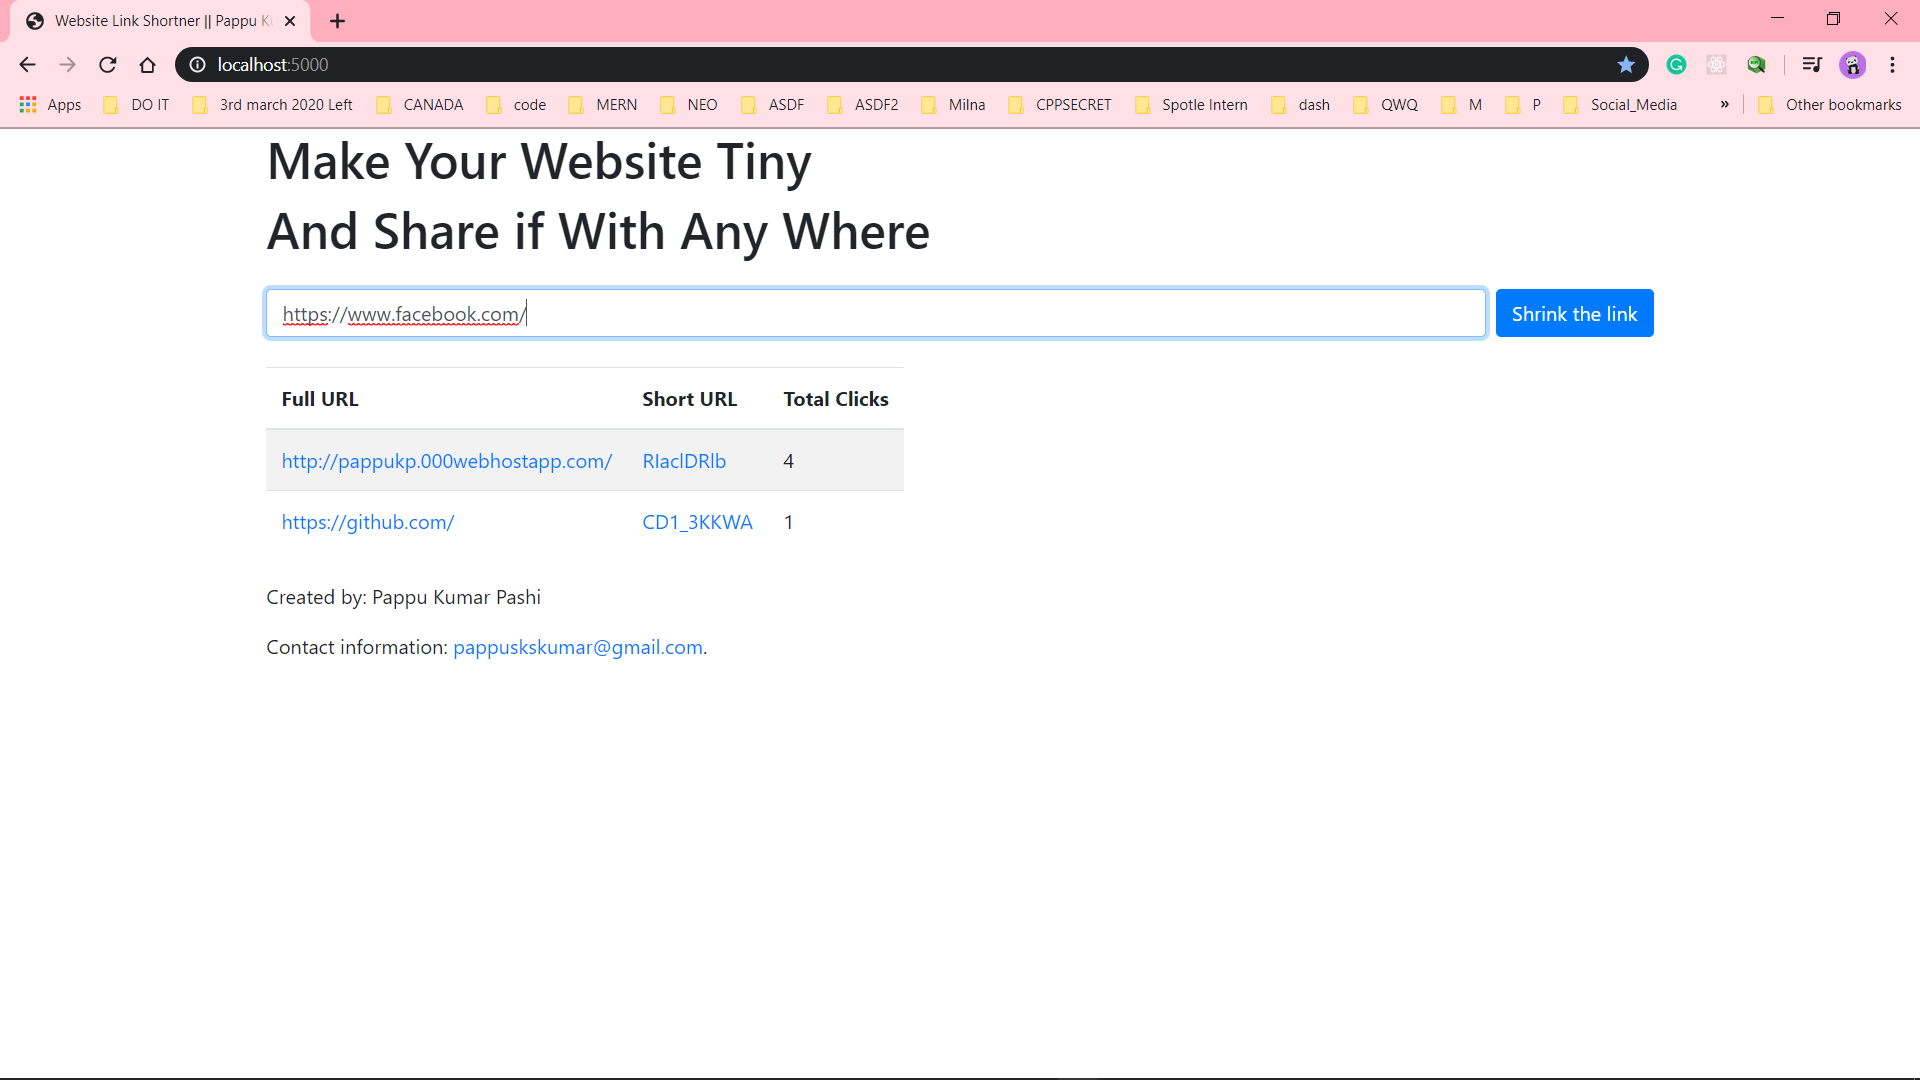 Website Link Shortner || Pappu K
localhost:5000
Apps DO IT 3rd march 2020 Left CANADA code MERN NEO ASDF ASDF2 Milna CPPSECRET Spotle Intern dash QWQ M P Social_Media » Other bookmarks
Make Your Website Tiny
And Share if With Any Where
https://www.facebook.com/ Shrink the link
Full URL Short URL Total Clicks
http://pappukp.000webhostapp.com/ RIaclDRlb 4
https://github.com/ CD1_3KKWA 1
Created by: Pappu Kumar Pashi
Contact information: pappuskskumar@gmail.com.